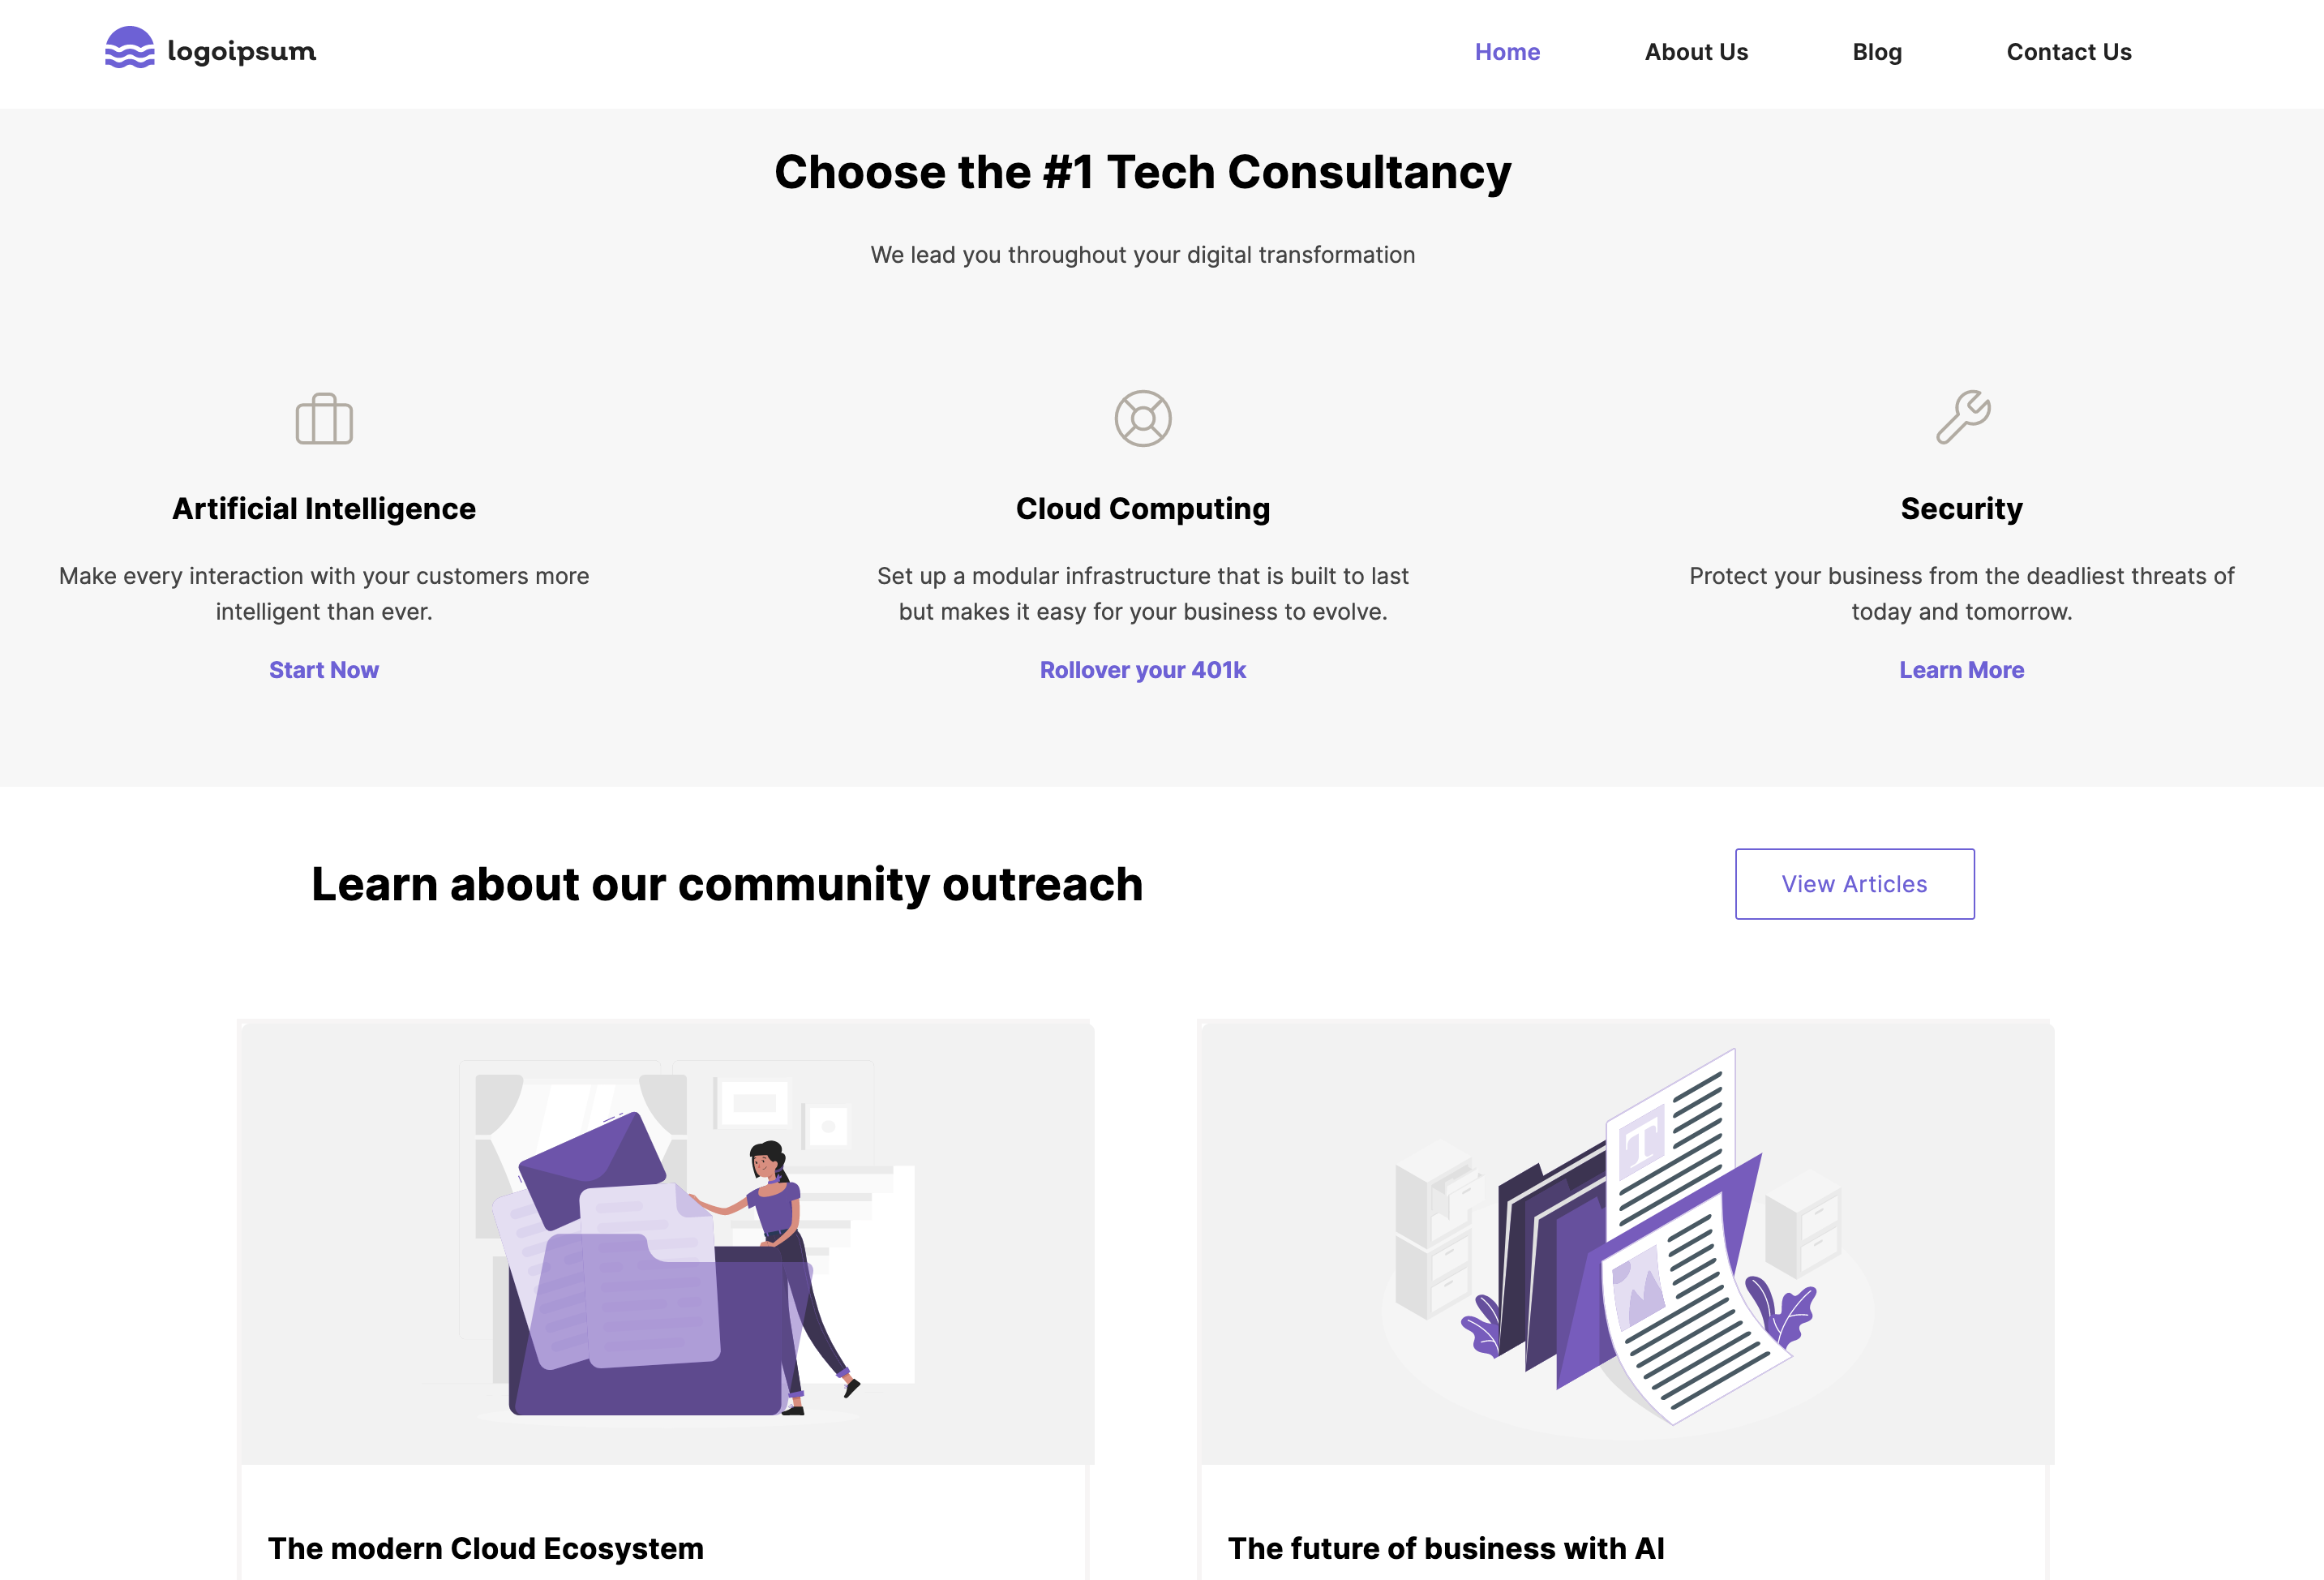 logoipsum
Home
About Us
Blog
Contact Us
Choose the #1 Tech Consultancy
We lead you throughout your digital transformation
Artificial Intelligence
Make every interaction with your customers more
intelligent than ever.
Start Now
Cloud Computing
Set up a modular infrastructure that is built to last
but makes it easy for your business to evolve.
Rollover your 401k
Security
Protect your business from the deadliest threats of
today and tomorrow.
Learn More
Learn about our community outreach
View Articles
T
The modern Cloud Ecosystem
The future of business with AI